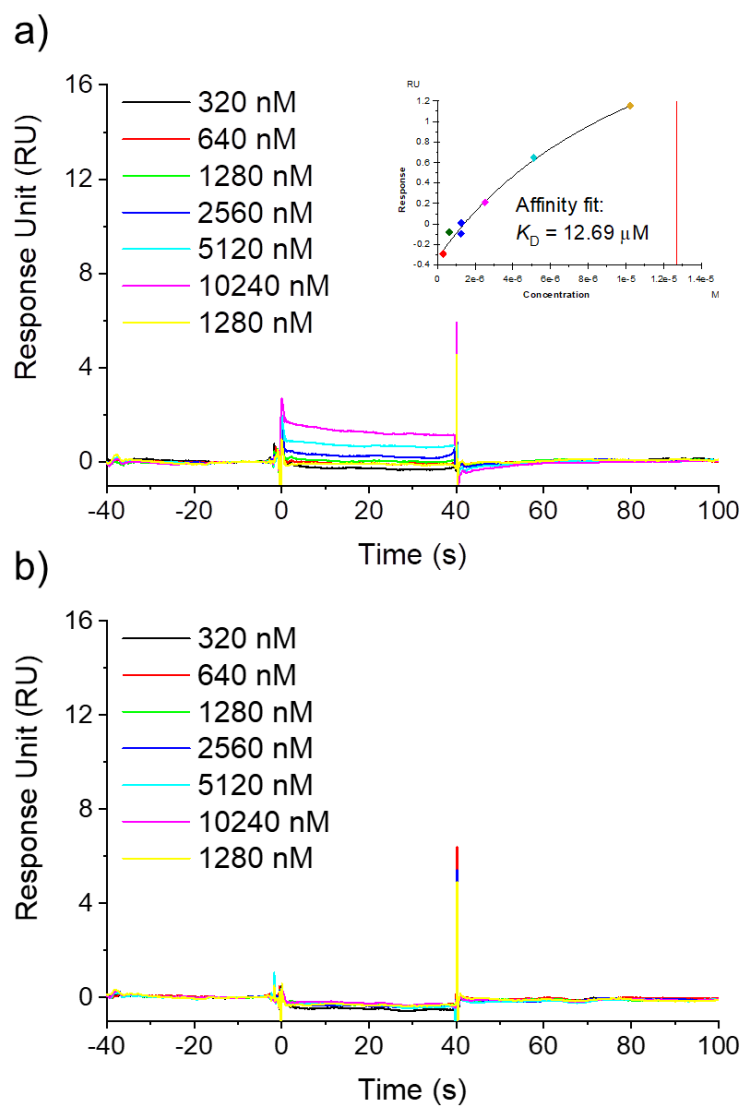 a)
16
12
8
4
0
Response Unit (RU)
320 nM
640 nM
1280 nM
2560 nM
5120 nM
10240 nM
1280 nM
RU
1.2
1
0.8
0.6
0.4
0.2
0
-0.2
-0.4
Response
Affinity fit:
K_D = 12.69 μM
0
2e-6
4e-6
6e-6
8e-6
1e-5
1.2e-5
1.4e-5
Concentration
M
-40
-20
0
20
40
60
80
100
Time (s)
b)
16
12
8
4
0
Response Unit (RU)
320 nM
640 nM
1280 nM
2560 nM
5120 nM
10240 nM
1280 nM
-40
-20
0
20
40
60
80
100
Time (s)